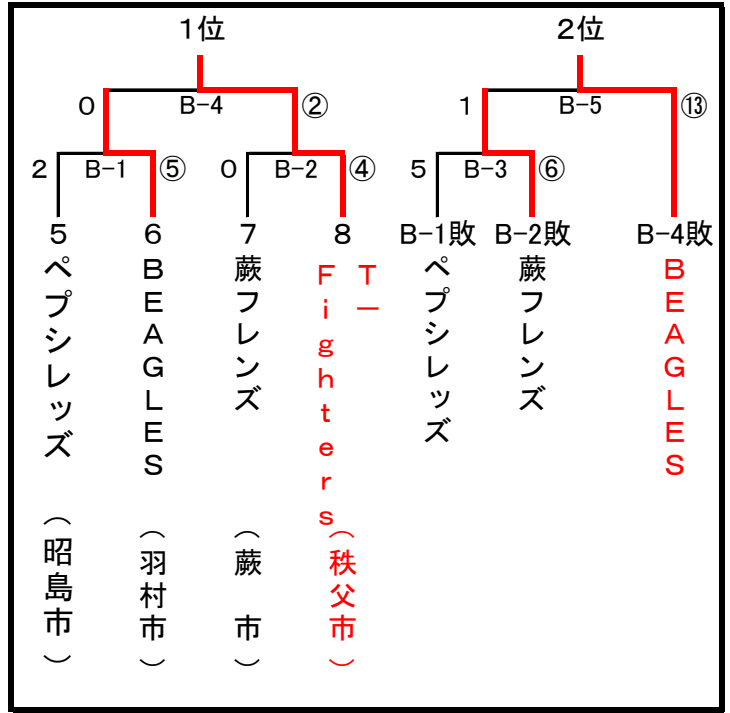 1位
2位
0
B-4
②
1
B-5
⑬
2
B-1
⑤
0
B-2
④
5
B-3
⑥
5
6
7
8
B-1敗
B-2敗
B-4敗
ペプシレッズ
(昭島市)
BEAGLES
(羽村市)
蕨フレンズ
(蕨 市)
T-
Fighters
(秩父市)
ペプシレッズ
蕨フレンズ
BEAGLES